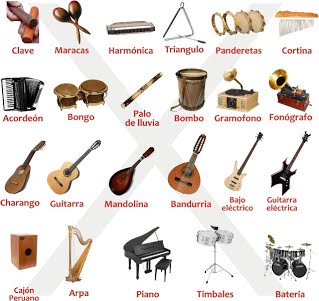 Clave
Maracas
Harmónica
Triangulo
Panderetas
Cortina
Acordeón
Bongo
Palo
de lluvia
Bombo
Gramofono
Fonógrafo
Charango
Guitarra
Mandolina
Bandurria
Bajo
eléctrico
Guitarra
eléctrica
Cajón
Peruano
Arpa
Piano
Timbales
Bateria